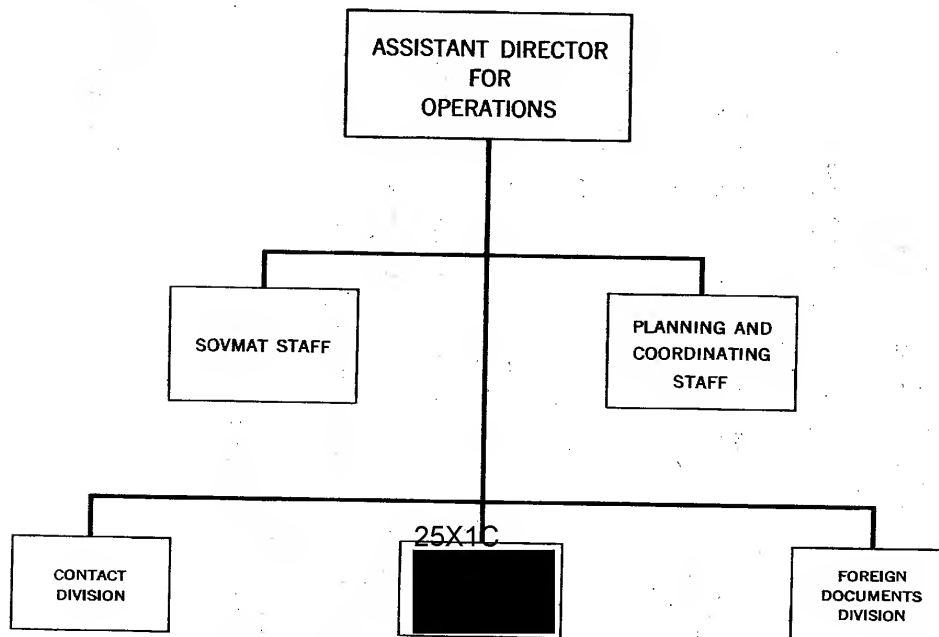 ASSISTANT DIRECTOR
FOR
OPERATIONS
SOVMAT STAFF
PLANNING AND
COORDINATING
STAFF
25X1C
CONTACT
DIVISION
FOREIGN
DOCUMENTS
DIVISION